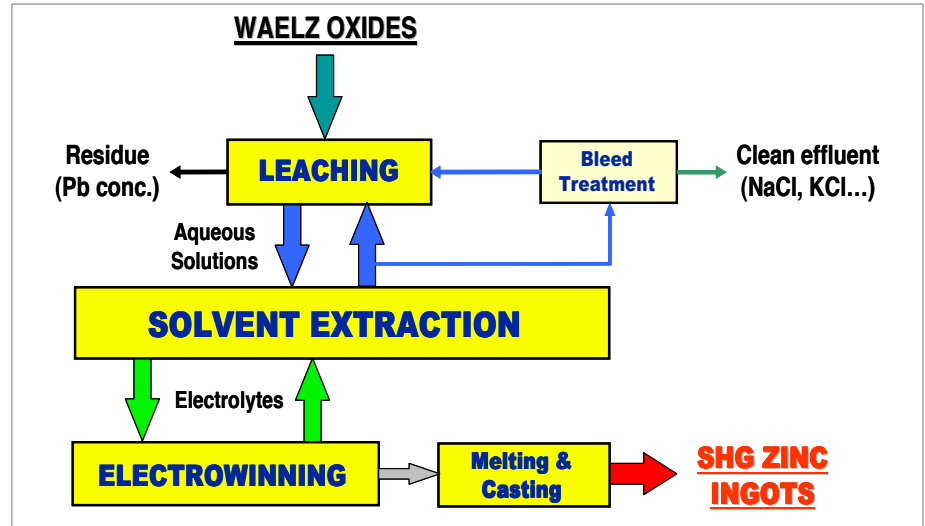 WAELZ OXIDES
Residue
(Pb conc.)
LEACHING
Bleed
Treatment
Clean effluent
(NaCl, KCl...)
Aqueous
Solutions
SOLVENT EXTRACTION
Electrolytes
ELECTROWINNING
Melting &
Casting
SHG ZINC
INGOTS